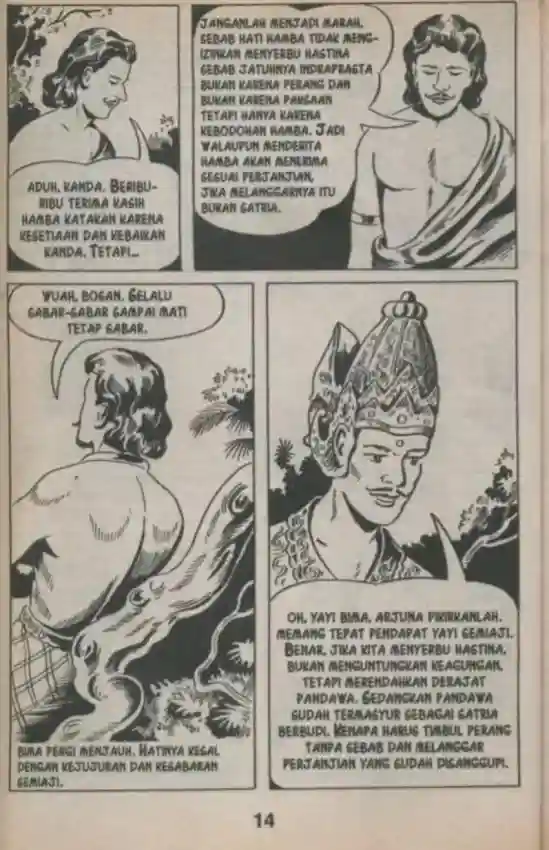 ADUH, KANDA. BERIBU-
RIBU TERIMA KASIH
HAMBA KATAKAN KARENA
KESETIAAN DAN KEBAIKAN
KANDA. TETAPI...
JANGANLAH MENJADI MARAH,
SEBAB HATI HAMBA TIDAK MENG-
IZINKAN MENYERBU HASTINA
SEBAB JATUHNYA INDRAPRASTA
BUKAN KARENA PERANG DAN
BUKAN KARENA PAKSAAN
TETAPI HANYA KARENA
KEBODOHAN HAMBA. JADI
WALAUPUN MENDERITA
HAMBA AKAN MENERIMA
SESUAI PERJANJIAN,
JIKA MELANGGARNYA ITU
BUKAN SATRIA.
WUAH, BOSAN. SELALU
SABAR-SABAR SAMPAI MATI
TETAP SABAR.
BIMA PERGI MENJAUH. HATINYA KESAL
DENGAN KEJUJURAN DAN KESABARAN
SEMIAJI.
OH, YAYI BIMA, ARJUNA PIKIRKANLAH.
MEMANG TEPAT PENDAPAT YAYI SEMIAJI.
BENAR, JIKA KITA MENYERBU HASTINA,
BUKAN MENGUNTUNGKAN KEAGUNGAN,
TETAPI MERENDAHKAN DERAJAT
PANDAWA. SEDANGKAN PANDAWA
SUDAH TERMASYUR SEBAGAI SATRIA
BERBUDI. KENAPA HARUS TIMBUL PERANG
TANPA SEBAB DAN MELANGGAR
PERJANJIAN YANG SUDAH DISANGGUPI.
14